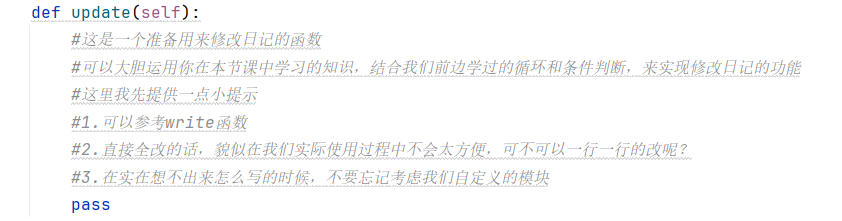 def update(self):
#这是一个准备用来修改日记的函数
#可以大胆运用你在本节课中学习的知识，结合我们前边学过的循环和条件判断，来实现修改日记的功能
#这里我先提供一点小提示
#1.可以参考write函数
#2.直接全改的话，貌似在我们实际使用过程中不会太方便，可不可以一行一行的改呢？
#3.在实在想不出来怎么写的时候，不要忘记考虑我们自定义的模块
pass